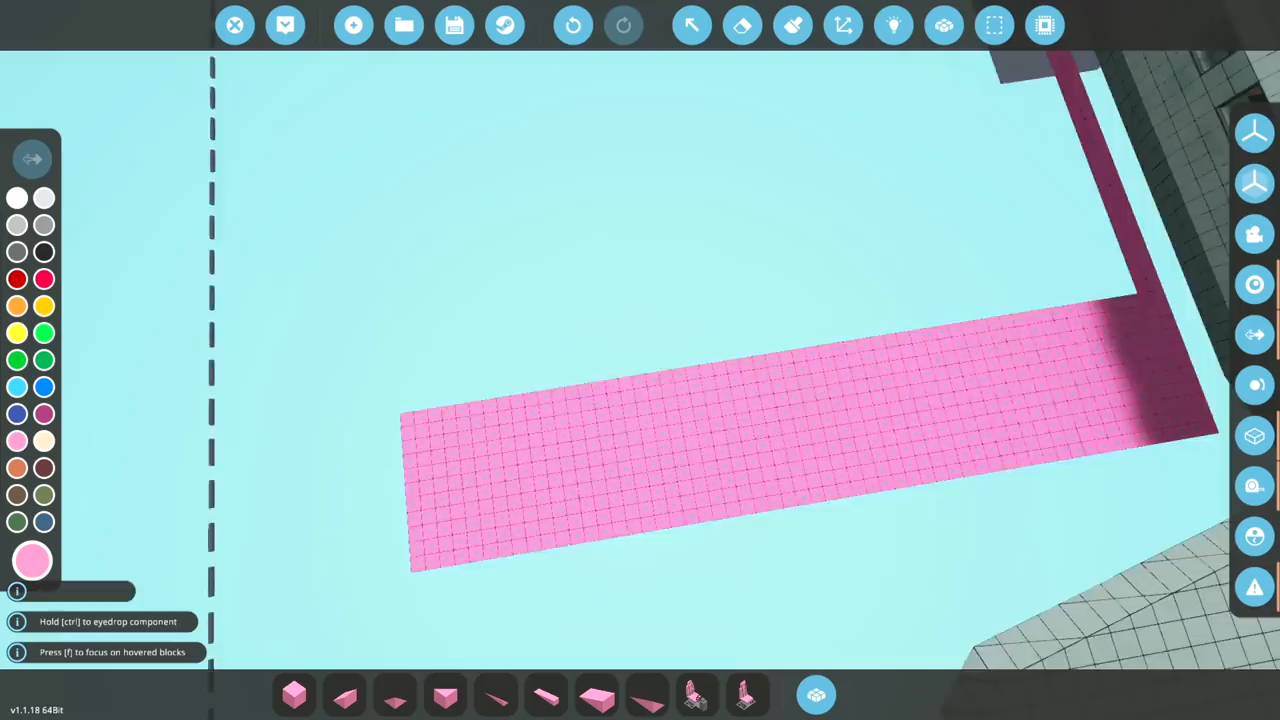 Hold [ctrl] to eyedrop component
Press [f] to focus on hovered blocks
v1.1.18 64Bit